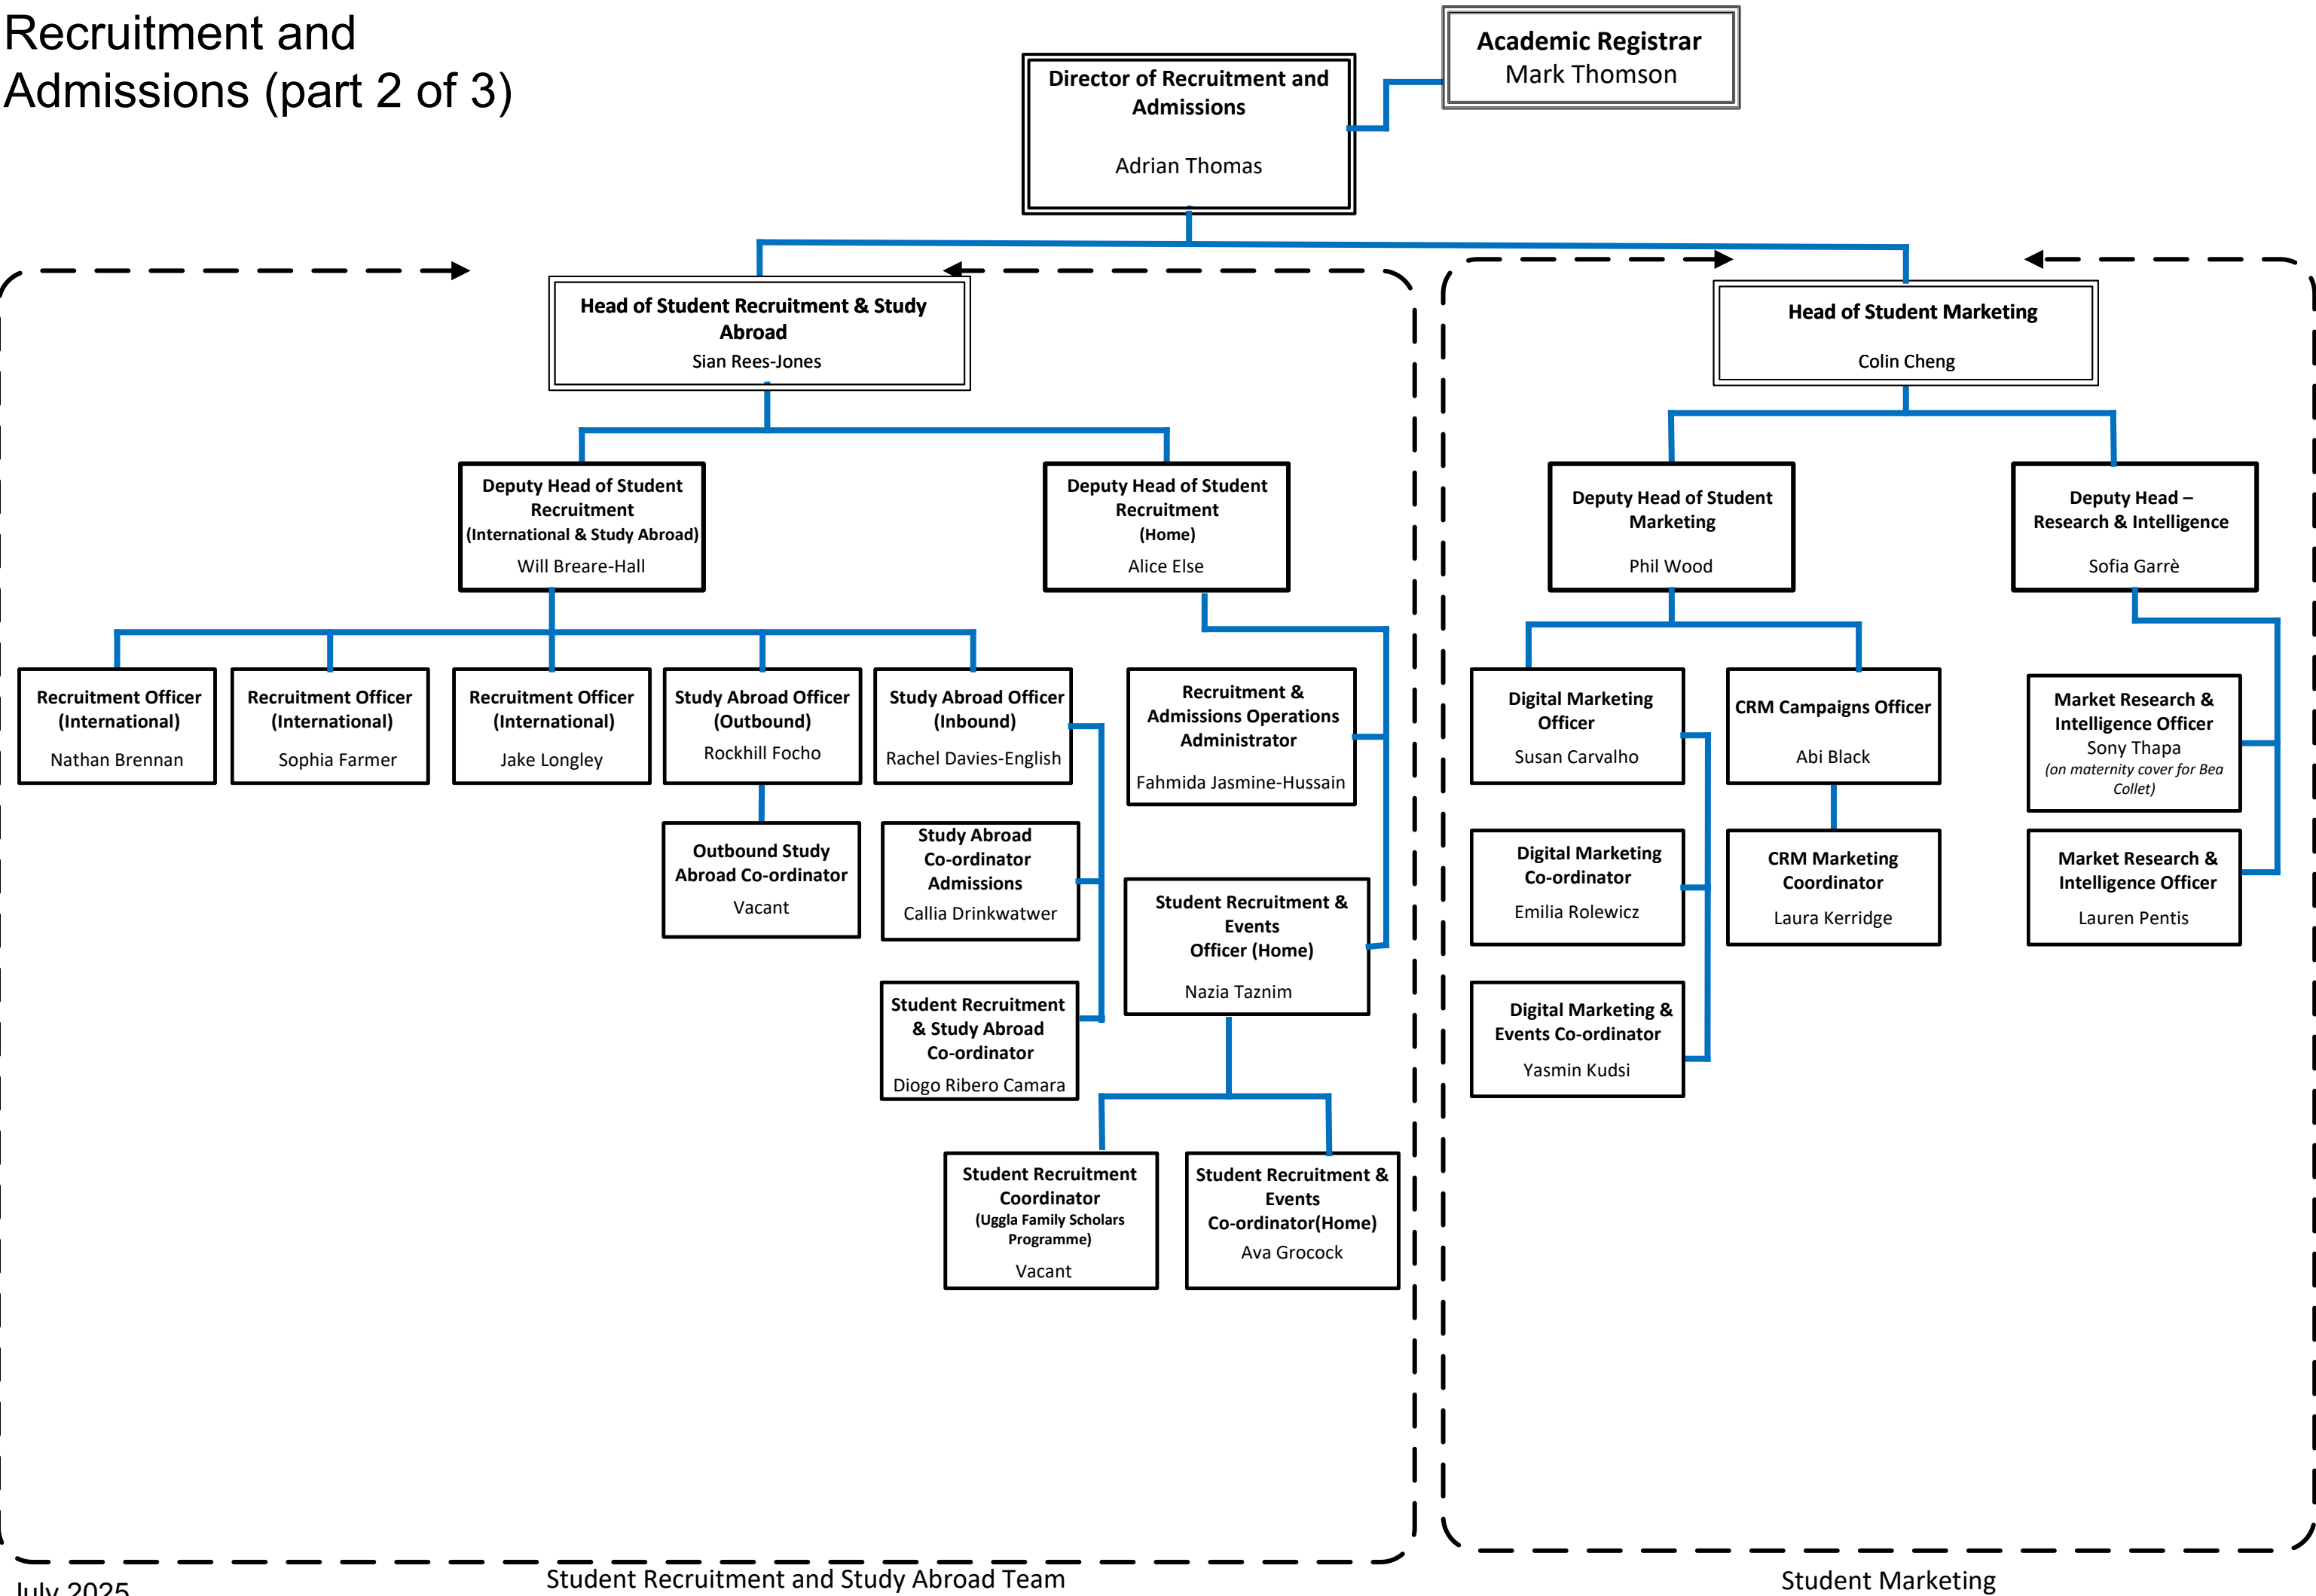 Recruitment and
Admissions (part 2 of 3)
Academic Registrar
Mark Thomson
Director of Recruitment and
Admissions
Adrian Thomas
Head of Student Recruitment & Study
Abroad
Sian Rees-Jones
Head of Student Marketing
Colin Cheng
Deputy Head of Student
Recruitment
(International & Study Abroad)
Will Breare-Hall
Deputy Head of Student
Recruitment
(Home)
Alice Else
Deputy Head of Student
Marketing
Phil Wood
Deputy Head –
Research & Intelligence
Sofia Garrè
Recruitment Officer
(International)
Nathan Brennan
Recruitment Officer
(International)
Sophia Farmer
Recruitment Officer
(International)
Jake Longley
Study Abroad Officer
(Outbound)
Rockhill Focho
Study Abroad Officer
(Inbound)
Rachel Davies-English
Recruitment &
Admissions Operations
Administrator
Fahmida Jasmine-Hussain
Digital Marketing
Officer
Susan Carvalho
CRM Campaigns Officer
Abi Black
Market Research &
Intelligence Officer
Sony Thapa
(on maternity cover for Bea
Collet)
Outbound Study
Abroad Co-ordinator
Vacant
Study Abroad
Co-ordinator
Admissions
Callia Drinkwatwer
Student Recruitment &
Events
Officer (Home)
Nazia Taznim
Digital Marketing
Co-ordinator
Emilia Rolewicz
CRM Marketing
Coordinator
Laura Kerridge
Market Research &
Intelligence Officer
Lauren Pentis
Student Recruitment
& Study Abroad
Co-ordinator
Diogo Ribero Camara
Digital Marketing &
Events Co-ordinator
Yasmin Kudsi
Student Recruitment
Coordinator
(Uggla Family Scholars
Programme)
Vacant
Student Recruitment &
Events
Co-ordinator(Home)
Ava Grocock
July 2025
Student Recruitment and Study Abroad Team
Student Marketing